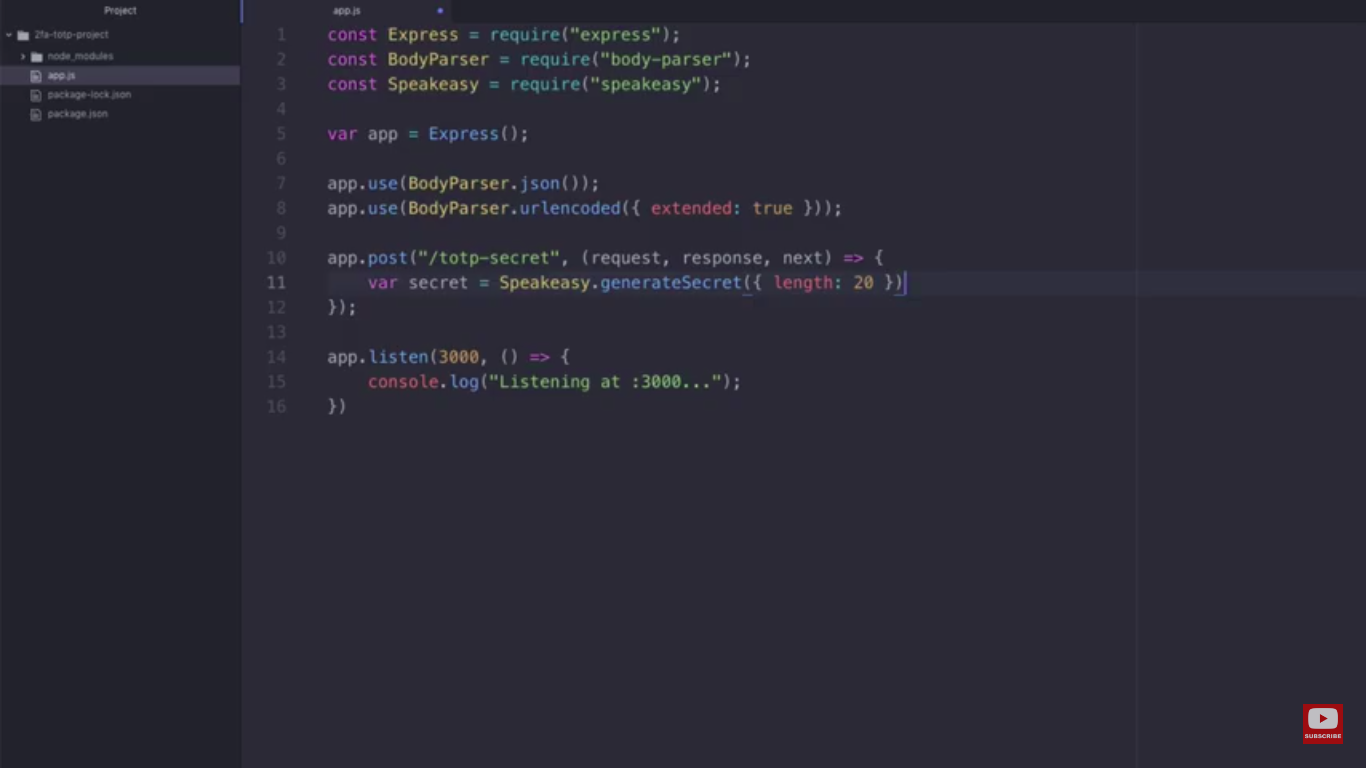 Project
2fa-totp-project
node_modules
app.js
package-lock.json
package.json
app.js
1 const Express = require("express");
2 const BodyParser = require("body-parser");
3 const Speakeasy = require("speakeasy");
4
5 var app = Express();
6
7 app.use(BodyParser.json());
8 app.use(BodyParser.urlencoded({ extended: true }));
9
10 app.post("/totp-secret", (request, response, next) => {
11     var secret = Speakeasy.generateSecret({ length: 20 })
12 });
13
14 app.listen(3000, () => {
15     console.log("Listening at :3000...");
16 })
SUBSCRIBE